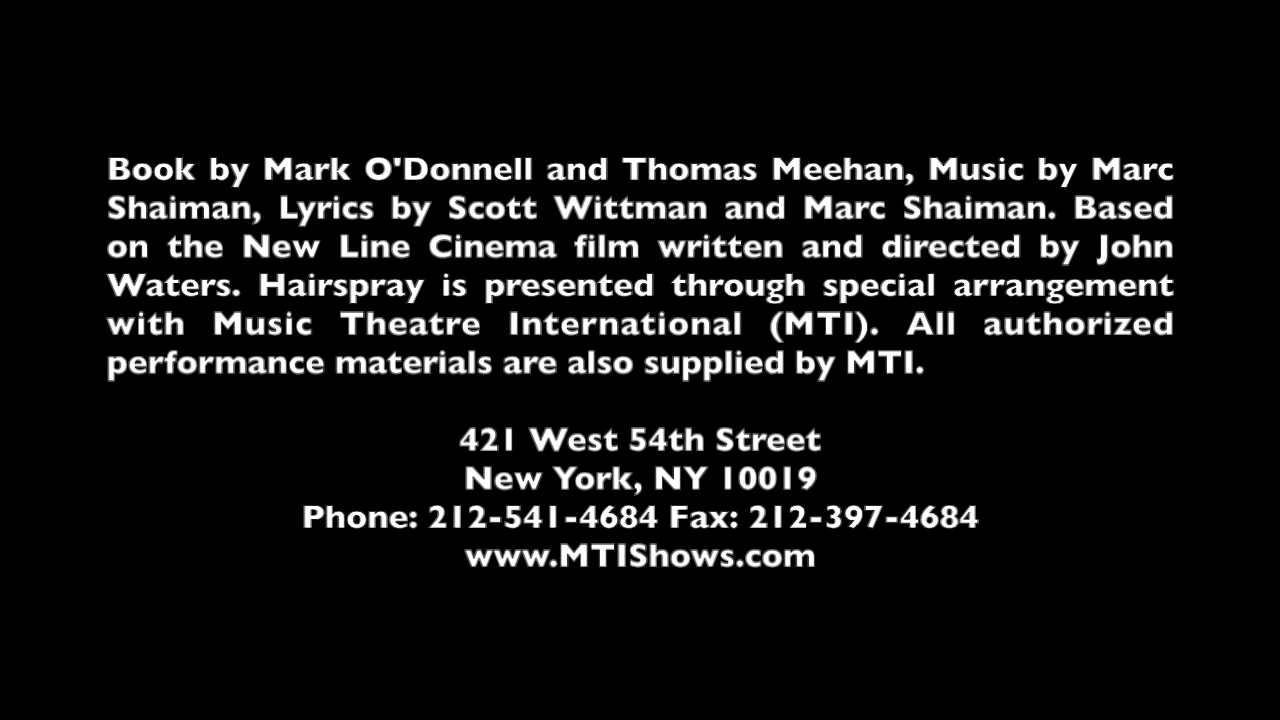 Book by Mark O'Donnell and Thomas Meehan, Music by Marc
Shaiman, Lyrics by Scott Wittman and Marc Shaiman. Based
on the New Line Cinema film written and directed by John
Waters. Hairspray is presented through special arrangement
with Music Theatre International (MTI). All authorized
performance materials are also supplied by MTI.
421 West 54th Street
New York, NY 10019
Phone: 212-541-4684 Fax: 212-397-4684
www.MTIShows.com